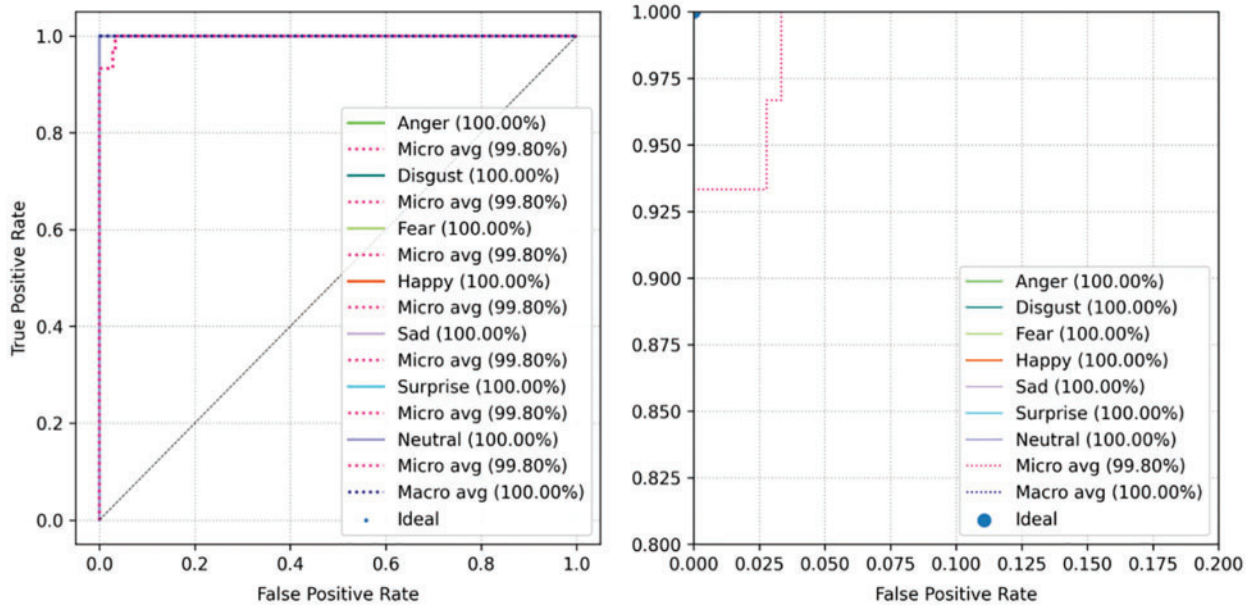 True Positive Rate
1.0
0.8
0.6
0.4
0.2
0.0
Anger (100.00%)
Micro avg (99.80%)
Disgust (100.00%)
Micro avg (99.80%)
Fear (100.00%)
Micro avg (99.80%)
Happy (100.00%)
Micro avg (99.80%)
Sad (100.00%)
Micro avg (99.80%)
Surprise (100.00%)
Micro avg (99.80%)
Neutral (100.00%)
Micro avg (99.80%)
Macro avg (100.00%)
Ideal
0.0 0.2 0.4 0.6 0.8 1.0
False Positive Rate
1.000
0.975
0.950
0.925
0.900
0.875
0.850
0.825
0.800
Anger (100.00%)
Disgust (100.00%)
Fear (100.00%)
Happy (100.00%)
Sad (100.00%)
Surprise (100.00%)
Neutral (100.00%)
Micro avg (99.80%)
Macro avg (100.00%)
Ideal
0.000 0.025 0.050 0.075 0.100 0.125 0.150 0.175 0.200
False Positive Rate